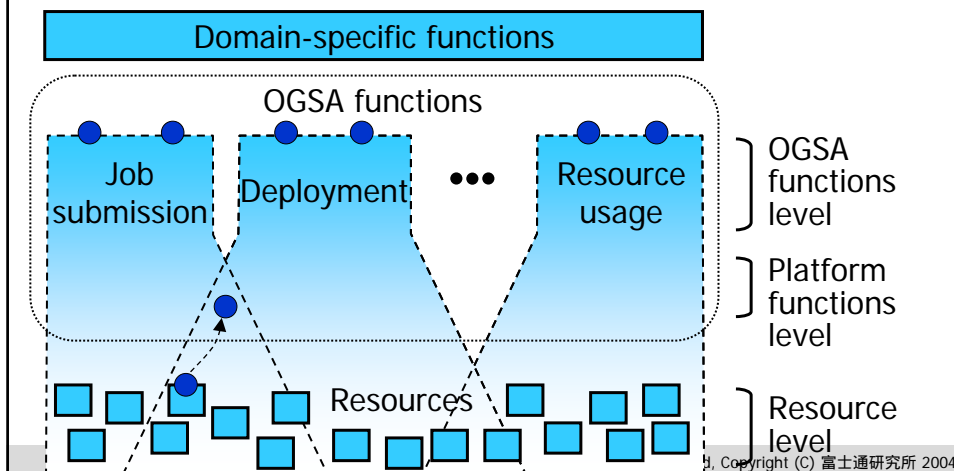 Domain-specific functions
OGSA functions
Job
submission
Deployment
•••
Resource
usage
OGSA
functions
level
Platform
functions
level
Resources
Resource
level
d, Copyright (C) 富士通研究所 2004